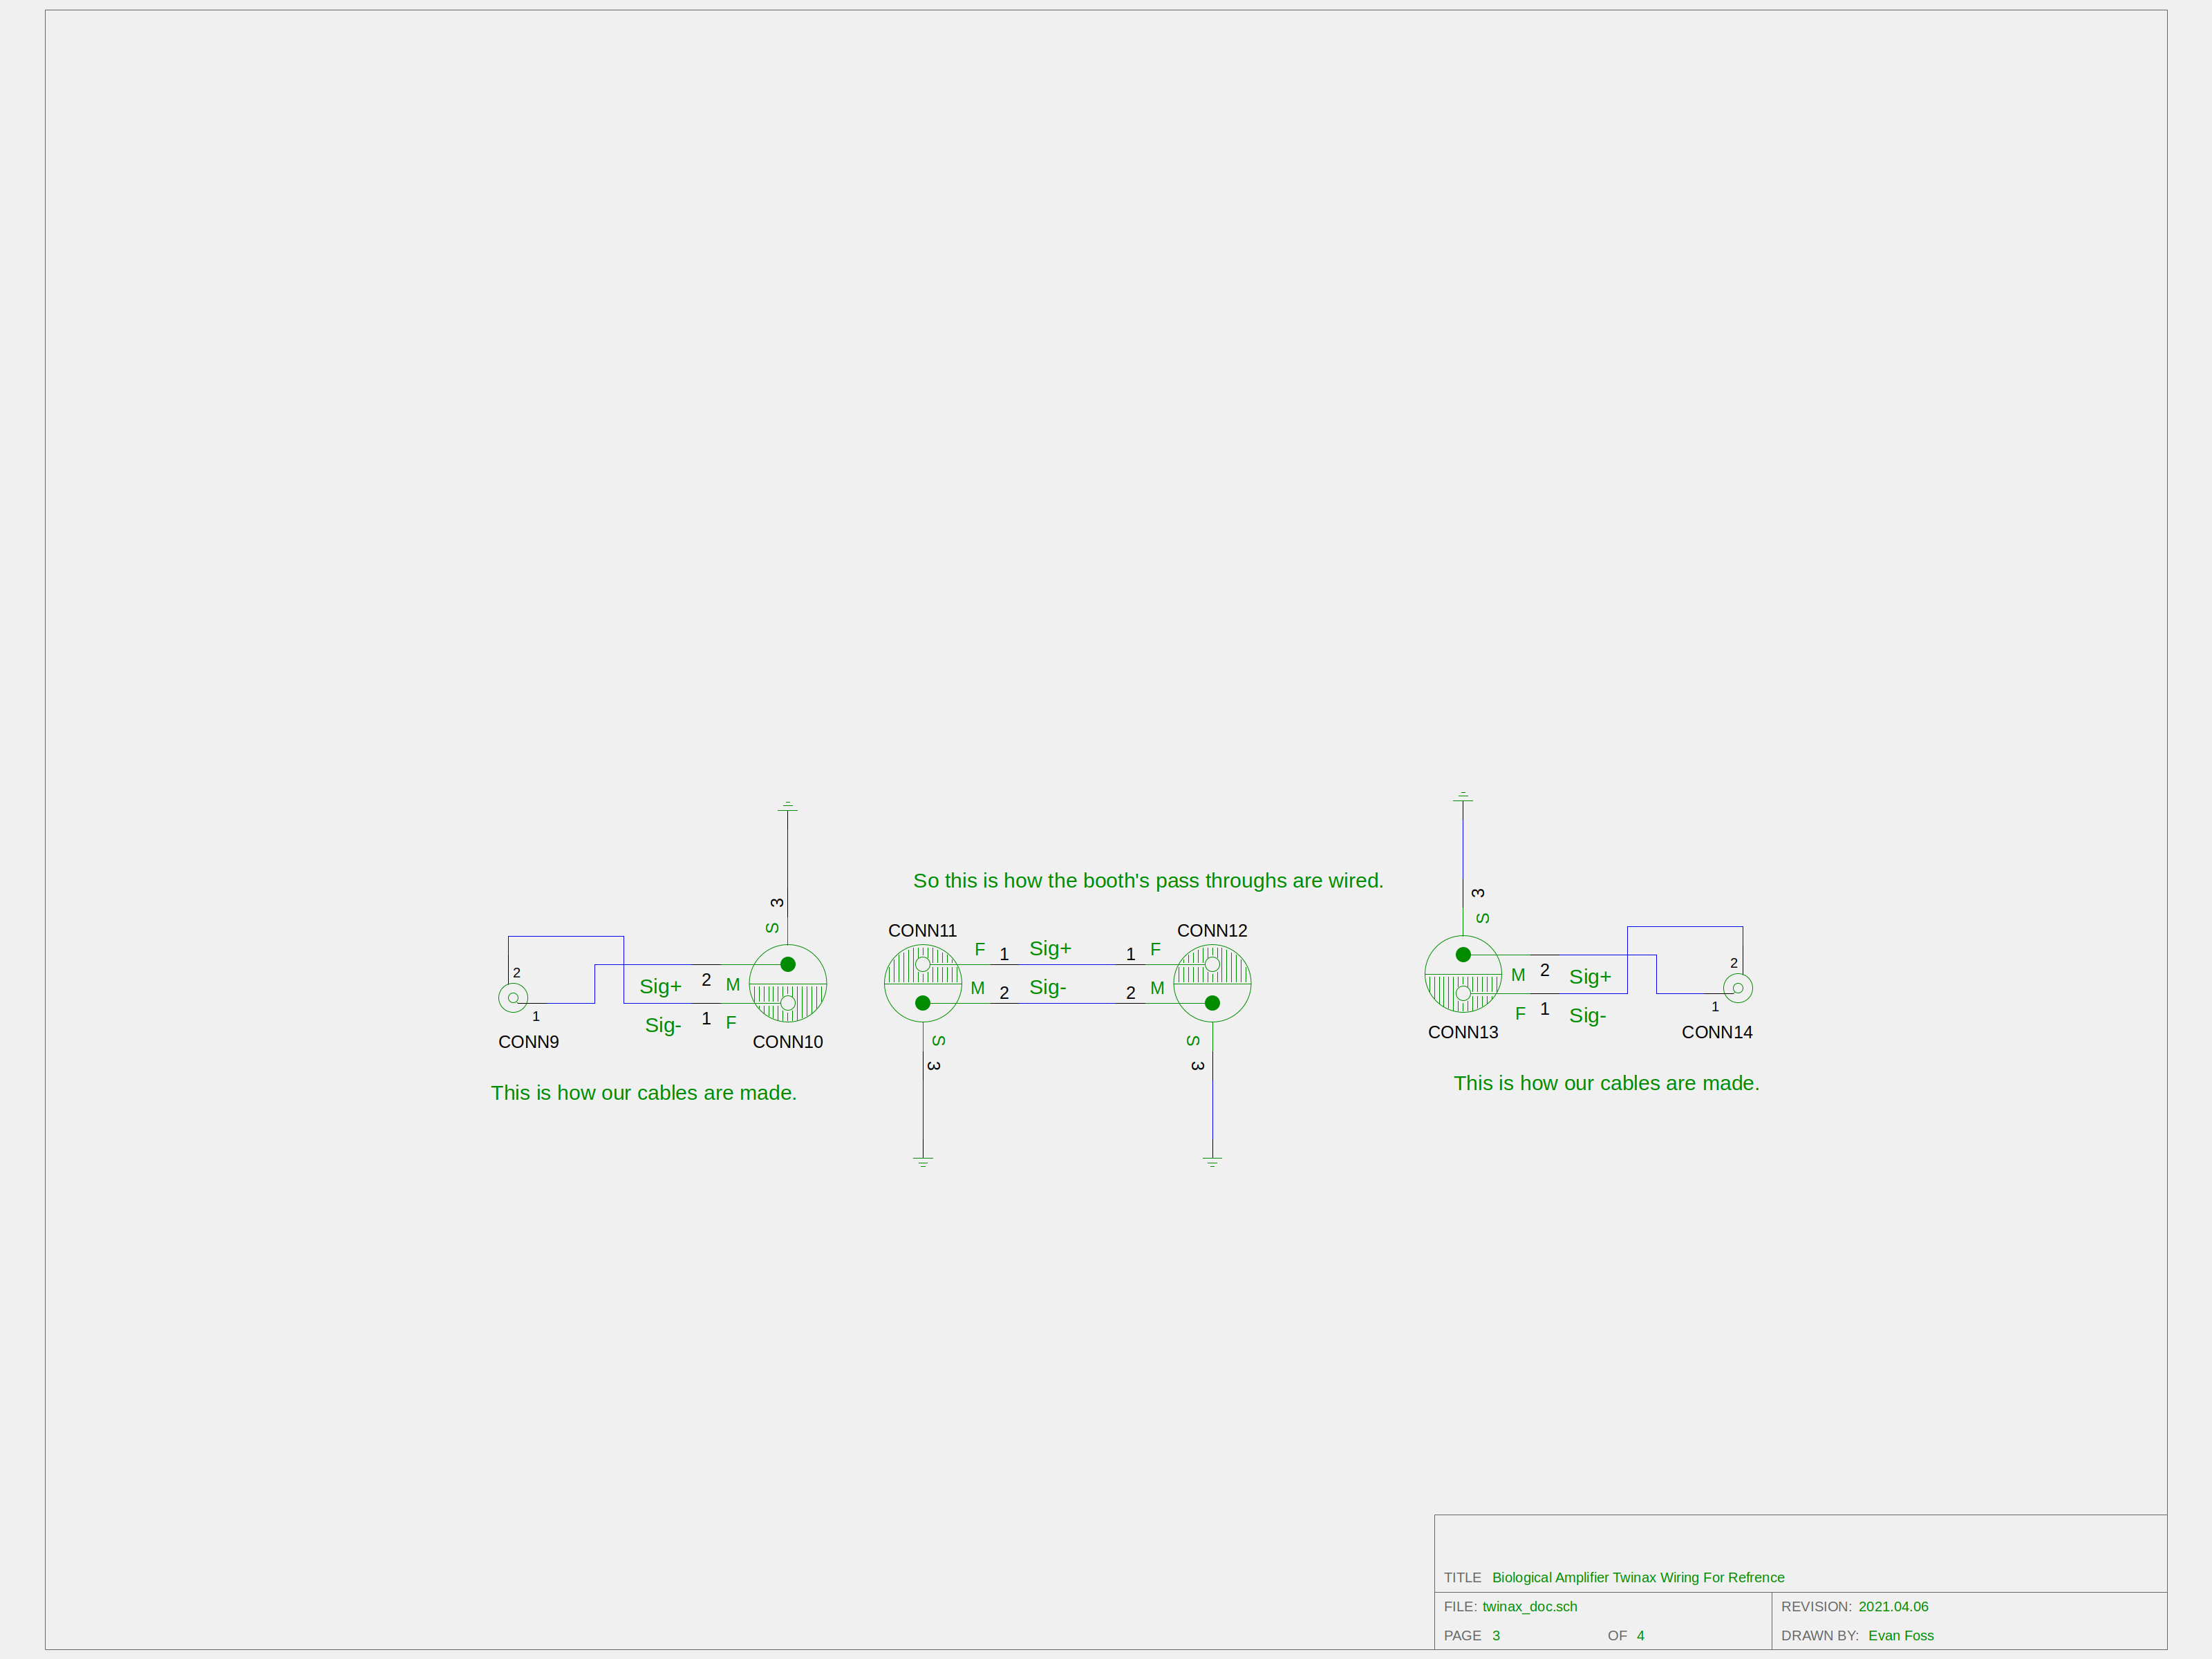 So this is how the booth's pass throughs are wired.
3
S
2
1
CONN9
Sig+ 2 M
Sig- 1 F
CONN10
This is how our cables are made.
CONN11
F 1 Sig+ 1 F
M 2 Sig- 2 M
S
3
CONN12
S
3
3
S
M 2 Sig+
F 1 Sig-
CONN13
2
1
CONN14
This is how our cables are made.
TITLE Biological Amplifier Twinax Wiring For Refrence
FILE: twinax_doc.sch
REVISION: 2021.04.06
PAGE 3 OF 4
DRAWN BY: Evan Foss